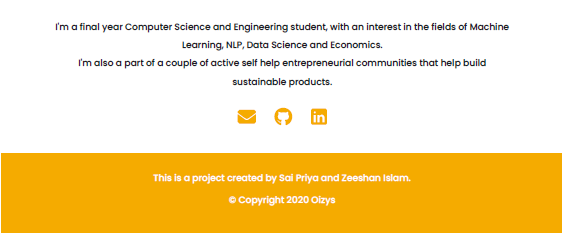 I'm a final year Computer Science and Engineering student, with an interest in the fields of Machine
Learning, NLP, Data Science and Economics.
I'm also a part of a couple of active self help entrepreneurial communities that help build
sustainable products.
This is a project created by Sai Priya and Zeeshan Islam.
© Copyright 2020 Oizys